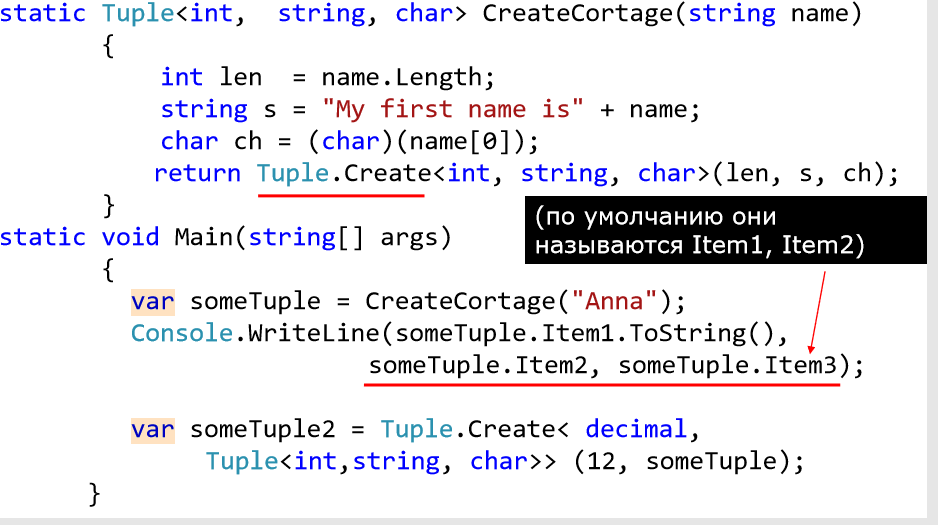 static Tuple<int,  string, char> CreateCortage(string name)
{
int len  = name.Length;
string s = "My first name is" + name;
char ch = (char)(name[0]);
return Tuple.Create<int, string, char>(len, s, ch);
}
(по умолчанию они
называются Item1, Item2)
static void Main(string[] args)
{
var someTuple = CreateCortage("Anna");
Console.WriteLine(someTuple.Item1.ToString(),
someTuple.Item2, someTuple.Item3);
var someTuple2 = Tuple.Create< decimal,
Tuple<int,string, char>> (12, someTuple);
}